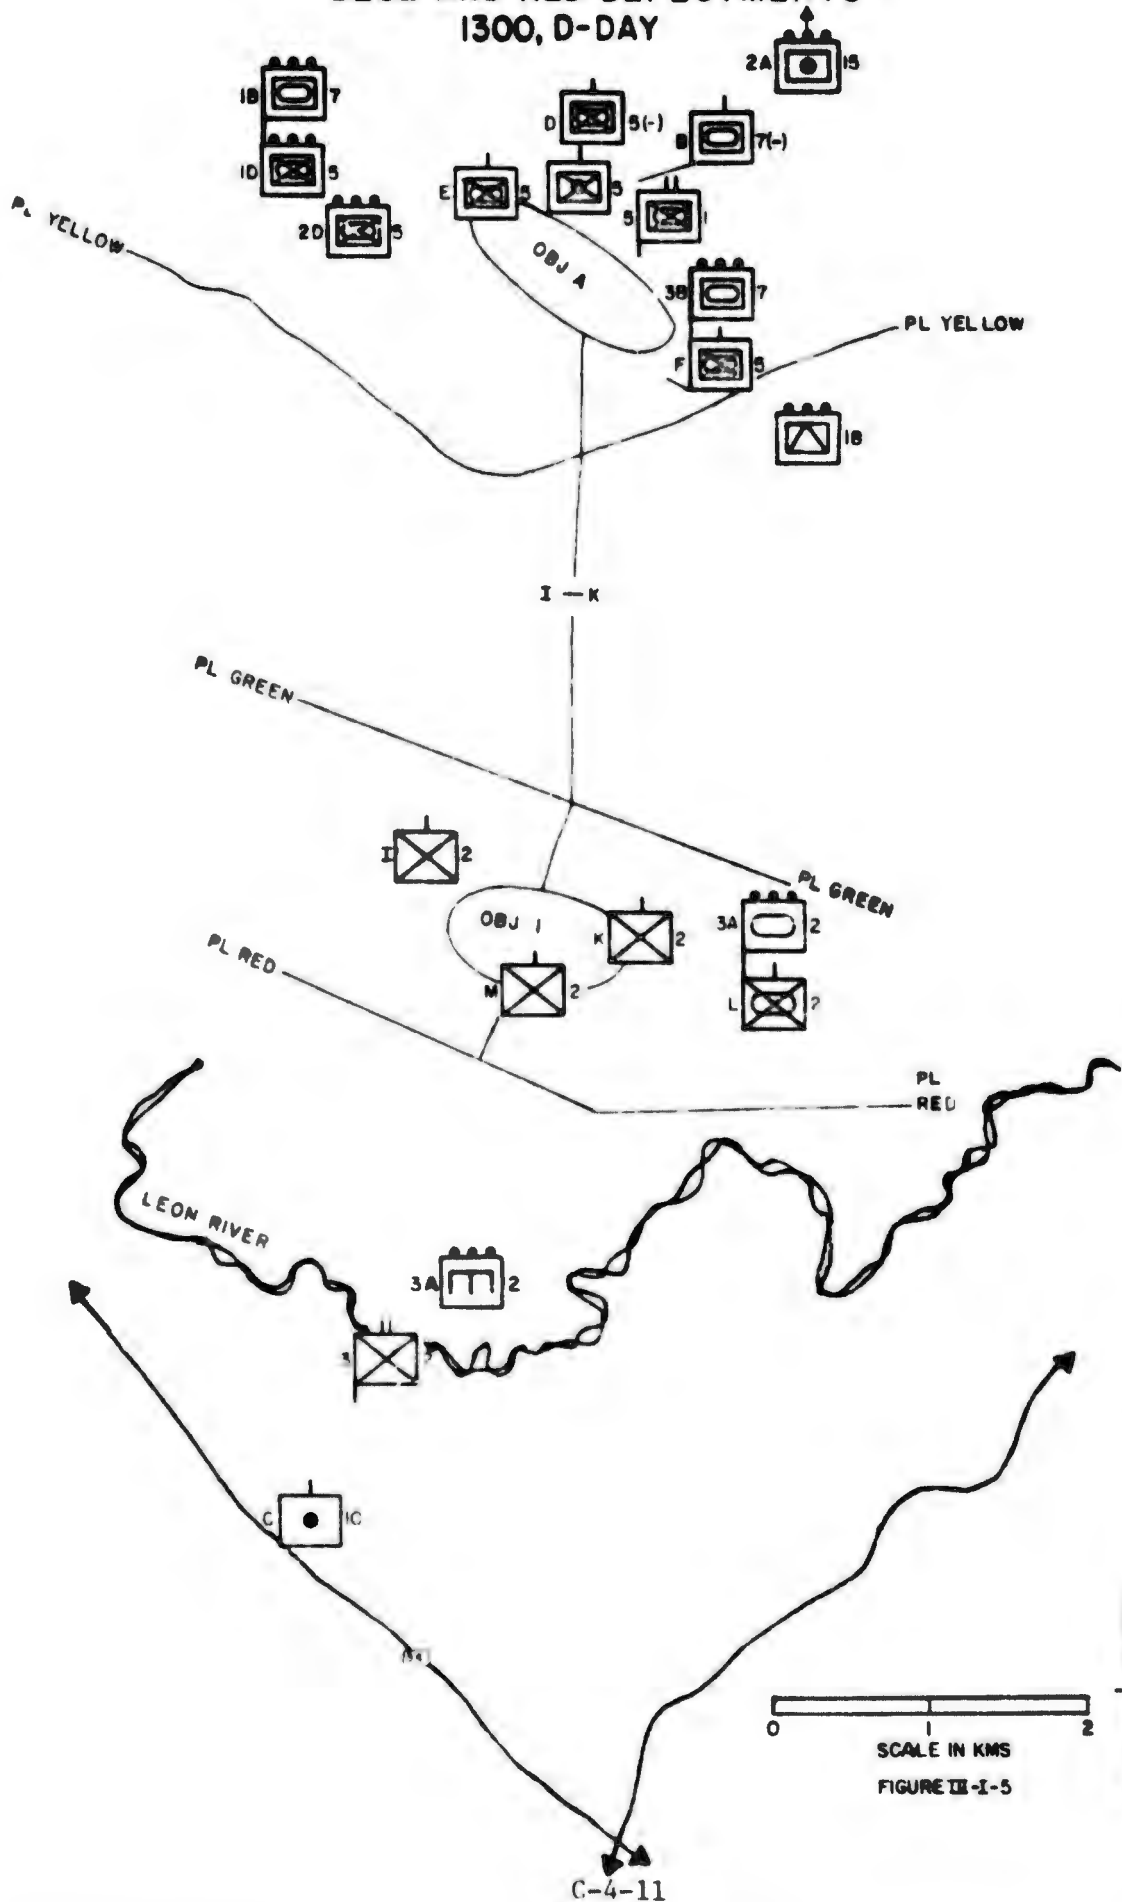 1300, D-DAY
2A 15
1B 7
D 5(-)
B 7(-)
1D 5
E 5
5
5 1
2D 5
PL YELLOW
OBJ A
3B 7
PL YELLOW
F 5
1B
I — K
PL GREEN
I 2
PL GREEN
OBJ 1
K 2
3A 2
PL RED
M 2
L 2
PL
RED
LEON RIVER
3A 2
3
C 10
0 1 2
SCALE IN KMS
FIGURE III-I-5
C-4-11